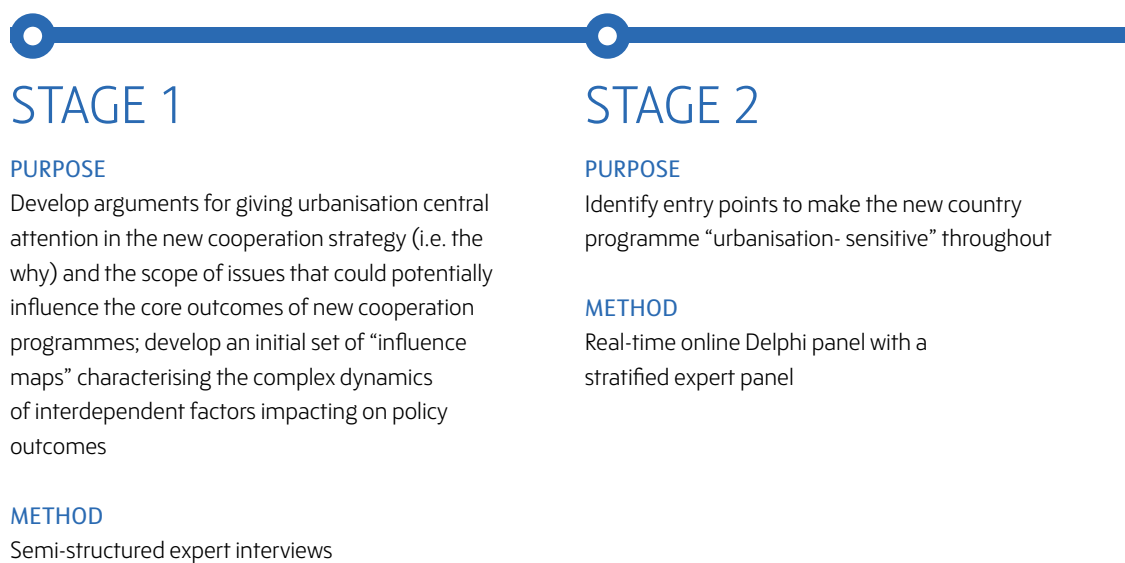 STAGE 1
PURPOSE
Develop arguments for giving urbanisation central
attention in the new cooperation strategy (i.e. the
why) and the scope of issues that could potentially
influence the core outcomes of new cooperation
programmes; develop an initial set of “influence
maps” characterising the complex dynamics
of interdependent factors impacting on policy
outcomes
METHOD
Semi-structured expert interviews
STAGE 2
PURPOSE
Identify entry points to make the new country
programme “urbanisation- sensitive” throughout
METHOD
Real-time online Delphi panel with a
stratified expert panel